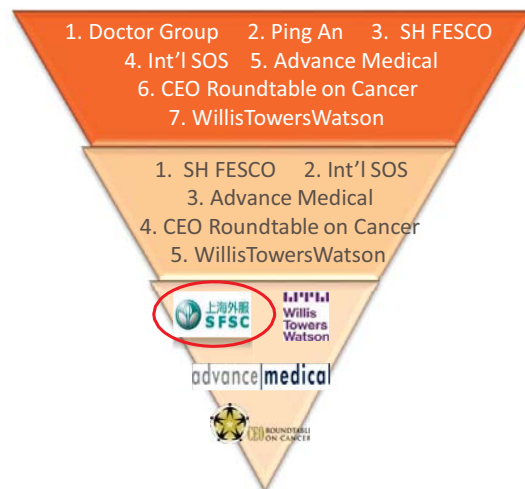 1. Doctor Group 2. Ping An 3. SH FESCO
4. Int'l SOS 5. Advance Medical
6. CEO Roundtable on Cancer
7. WillisTowersWatson
1. SH FESCO 2. Int'l SOS
3. Advance Medical
4. CEO Roundtable on Cancer
5. WillisTowersWatson
上海外服
SFSC
Willis
Towers
Watson
advance|medical
CEO ROUNDTABLE
ON CANCER